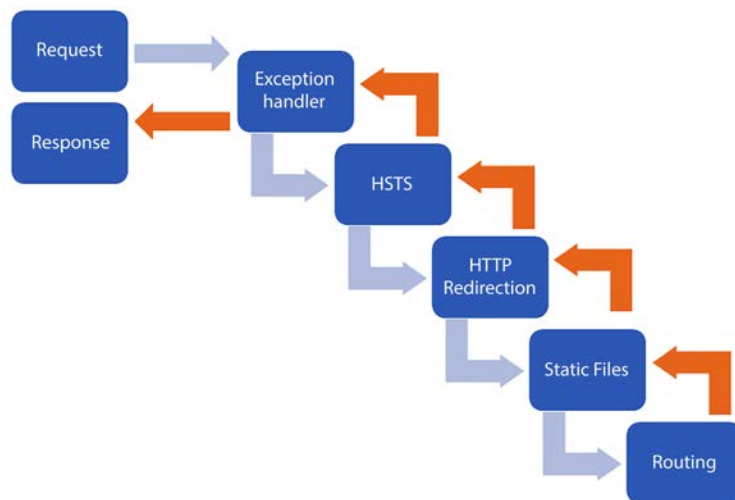 Request
Exception
handler
Response
HSTS
HTTP
Redirection
Static Files
Routing